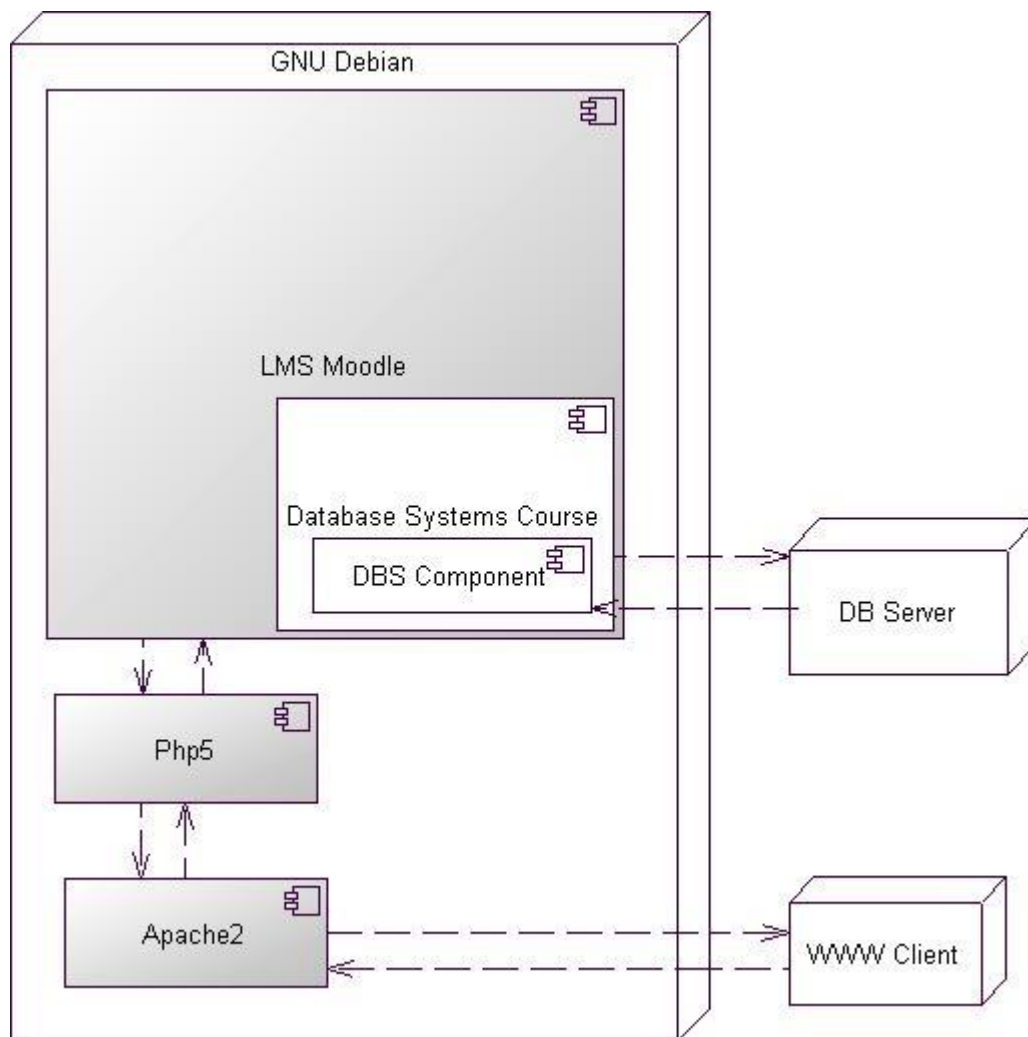 GNU Debian
LMS Moodle
Database Systems Course
DBS Component
DB Server
Php5
Apache2
WWW Client